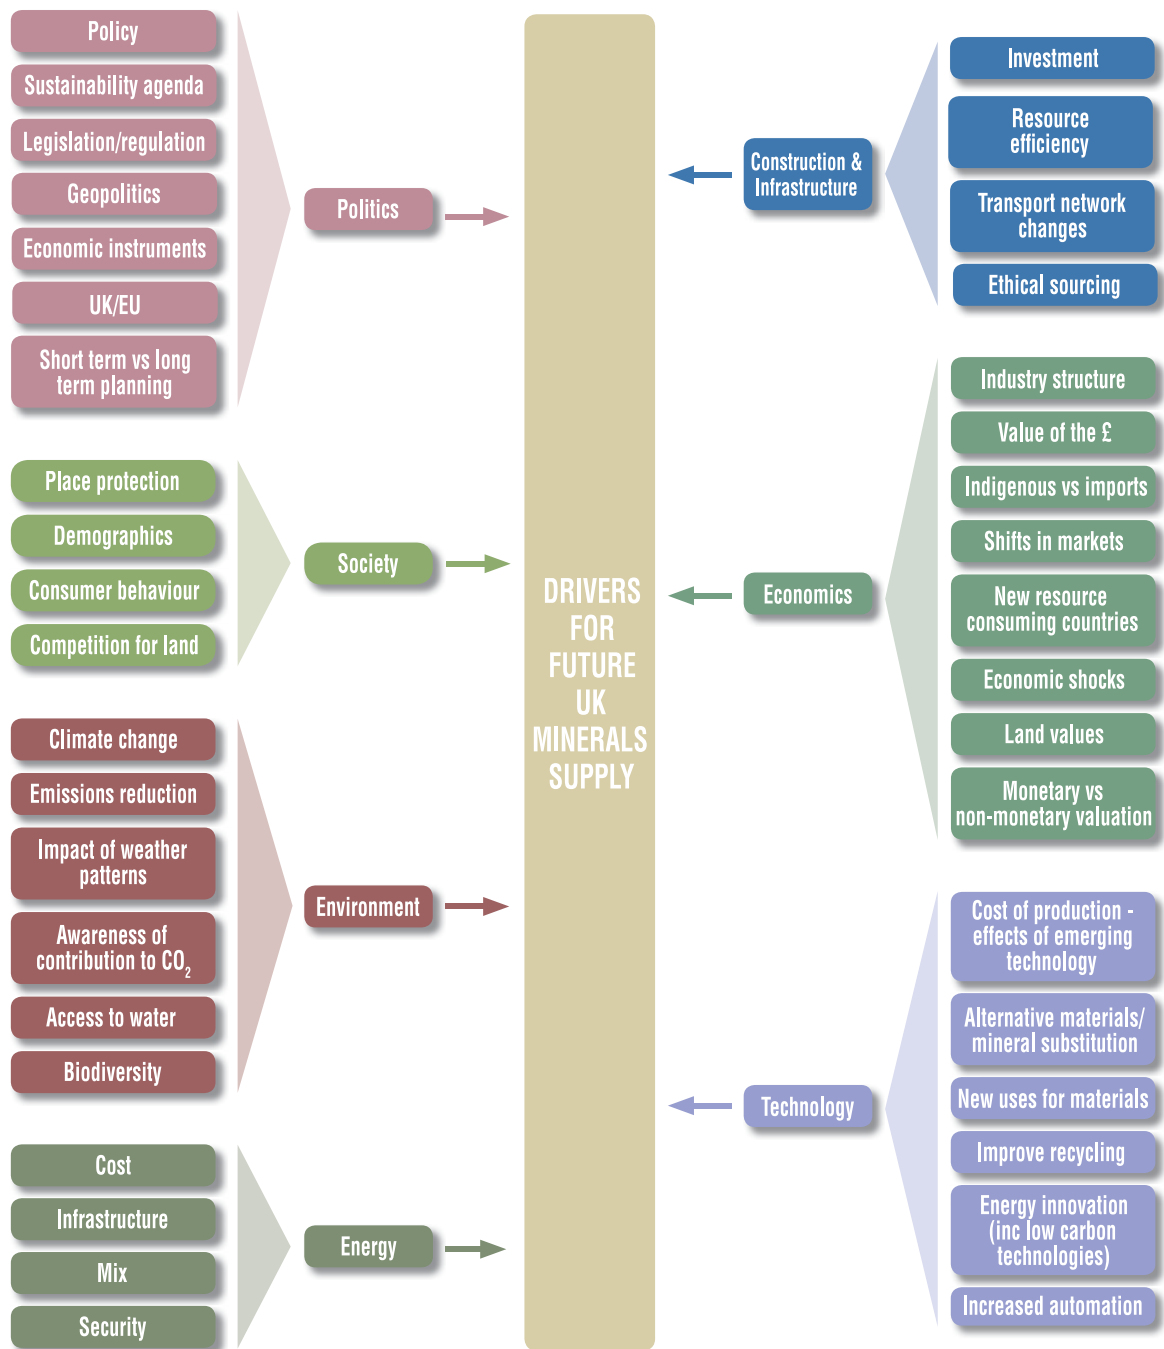 Policy
Sustainability agenda
Legislation/regulation
Geopolitics
Economic instruments
UK/EU
Short term vs long
term planning
Politics
Place protection
Demographics
Consumer behaviour
Competition for land
Society
Climate change
Emissions reduction
Impact of weather
patterns
Awareness of
contribution to CO₂
Access to water
Biodiversity
Environment
Cost
Infrastructure
Mix
Security
Energy
DRIVERS
FOR
FUTURE
UK
MINERALS
SUPPLY
Construction &
Infrastructure
Investment
Resource
efficiency
Transport network
changes
Ethical sourcing
Economics
Industry structure
Value of the £
Indigenous vs imports
Shifts in markets
New resource
consuming countries
Economic shocks
Land values
Monetary vs
non-monetary valuation
Technology
Cost of production -
effects of emerging
technology
Alternative materials/
mineral substitution
New uses for materials
Improve recycling
Energy innovation
(inc low carbon
technologies)
Increased automation